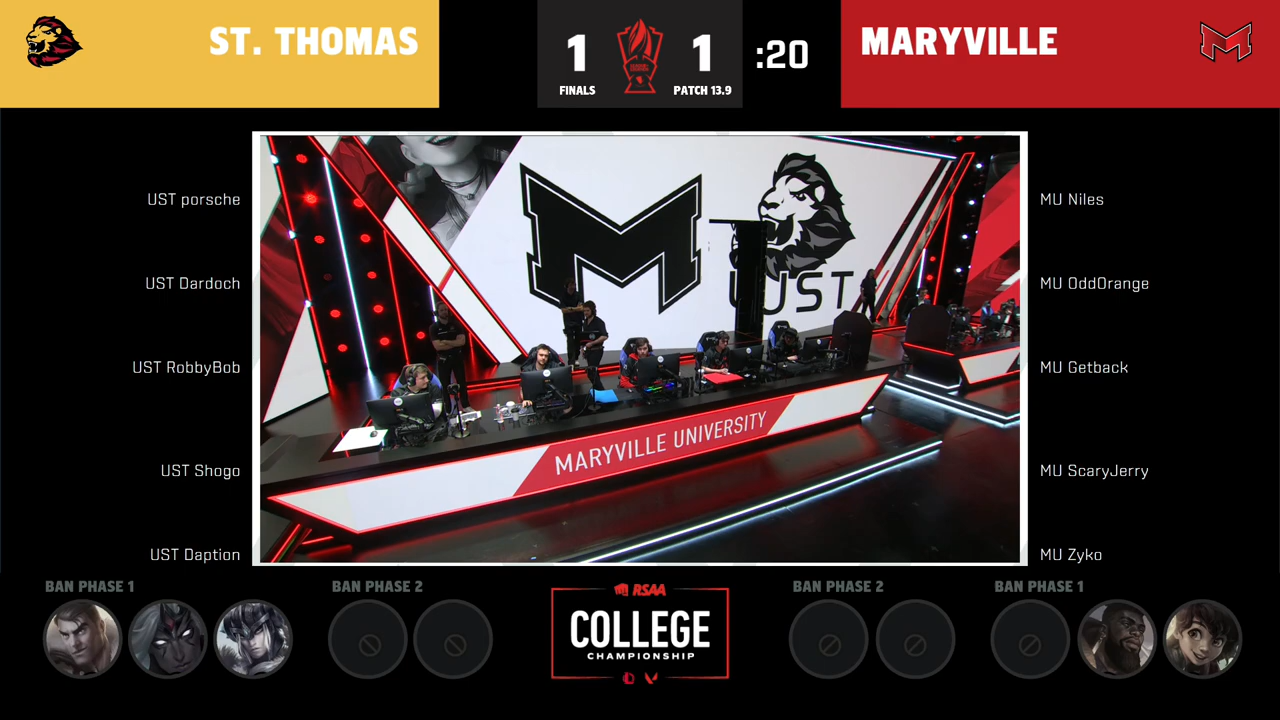 ST. THOMAS
1
FINALS
1
PATCH 13.9
:20
MARYVILLE
UST porsche
UST Dardoch
UST RobbyBob
UST Shogo
UST Daption
UST
MARYVILLE UNIVERSITY
MU Niles
MU OddOrange
MU Getback
MU ScaryJerry
MU Zyko
BAN PHASE 1
BAN PHASE 2
RSAA
COLLEGE
CHAMPIONSHIP
BAN PHASE 2
BAN PHASE 1